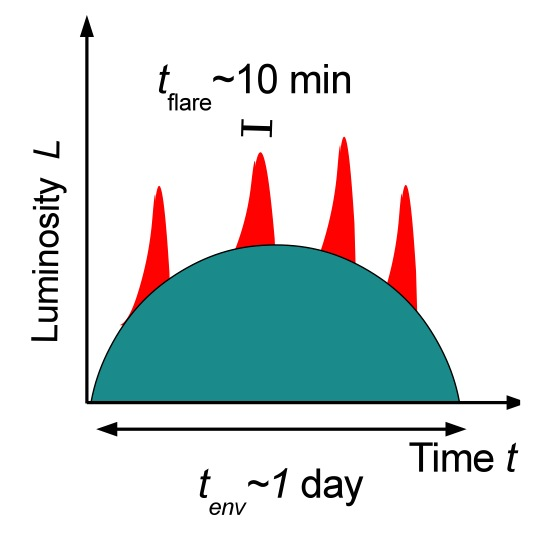 t_flare~10 min
Luminosity L
Time t
t_env~1 day